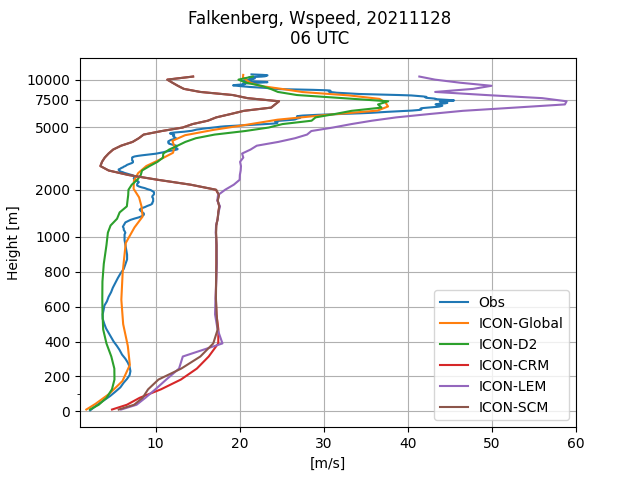 Falkenberg, Wspeed, 20211128
06 UTC
10000
7500
5000
2000
1000
800
600
400
200
0
Height [m]
10
20
30
40
50
60
[m/s]
Obs
ICON-Global
ICON-D2
ICON-CRM
ICON-LEM
ICON-SCM